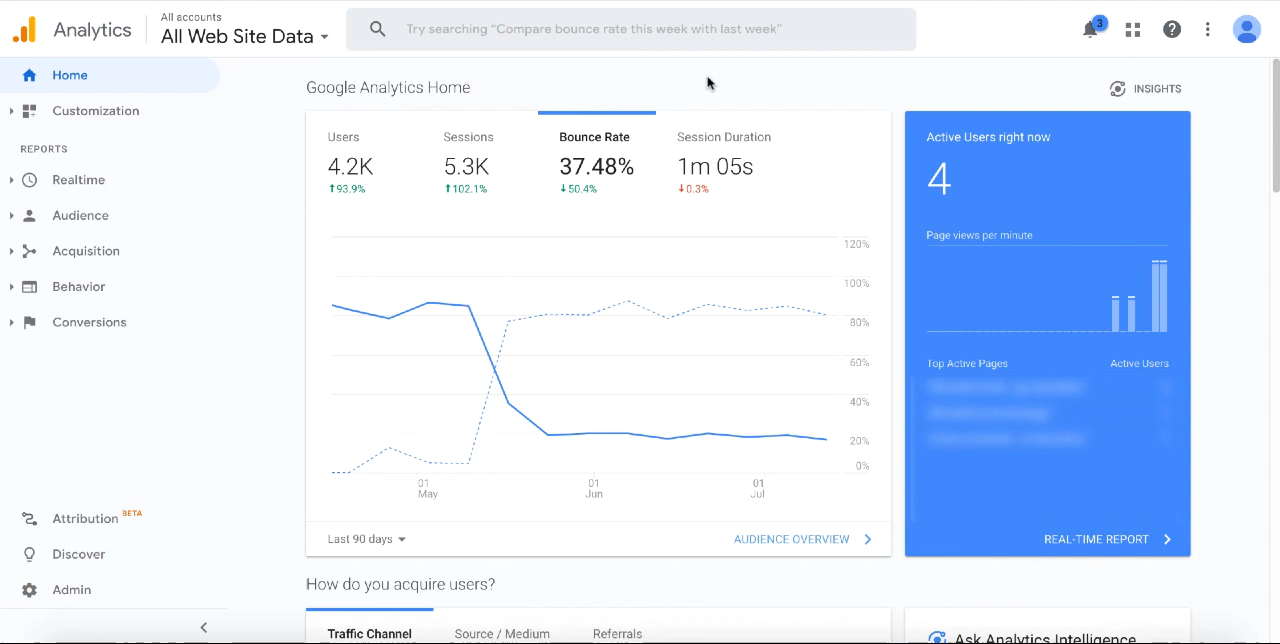 Analytics
All accounts
All Web Site Data
Try searching “Compare bounce rate this week with last week”
3
Home
Customization
REPORTS
Realtime
Audience
Acquisition
Behavior
Conversions
Attribution BETA
Discover
Admin
Google Analytics Home
INSIGHTS
Users
4.2K
↑93.9%
Sessions
5.3K
↑102.1%
Bounce Rate
37.48%
↓50.4%
Session Duration
1m 05s
↓0.3%
120%
100%
80%
60%
40%
20%
0%
01
May
01
Jun
01
Jul
Last 90 days
AUDIENCE OVERVIEW
Active Users right now
4
Page views per minute
Top Active Pages Active Users
REAL-TIME REPORT
How do you acquire users?
Traffic Channel Source / Medium Referrals
Ask Analytics Intelligence